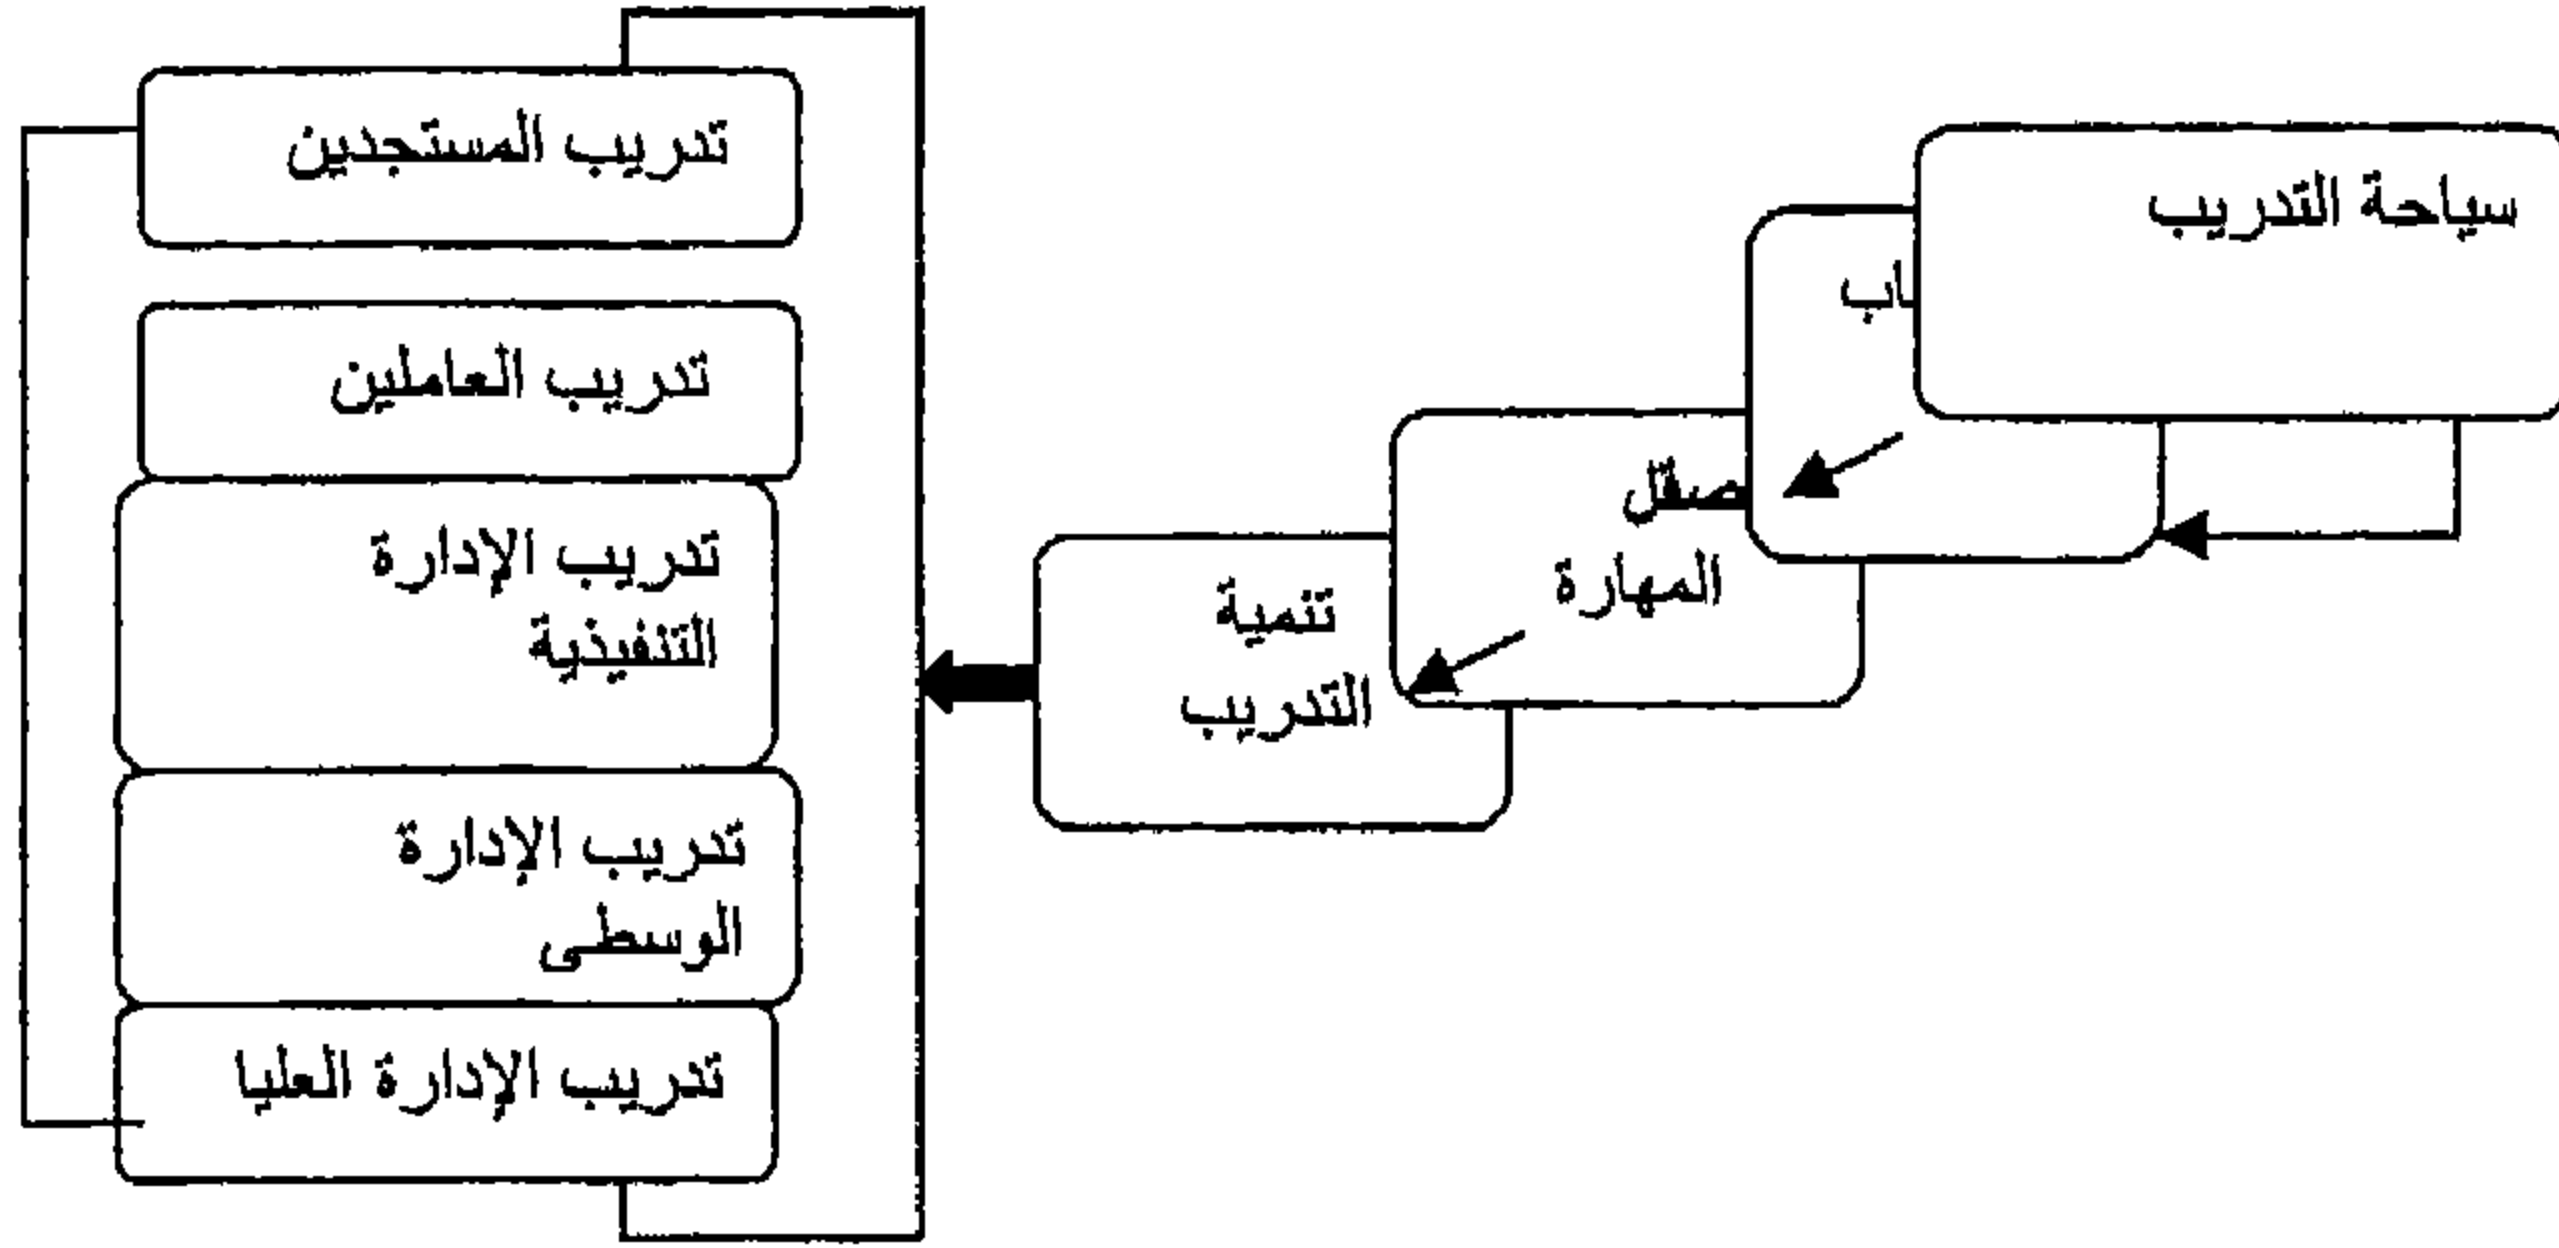 سياحة التدريب
صقل
المهارة
تنمية
التدريب
تدريب المستجدين
تدريب العاملين
تدريب الإدارة
التنفيذية
تدريب الإدارة
الوسطى
تدريب الإدارة العليا